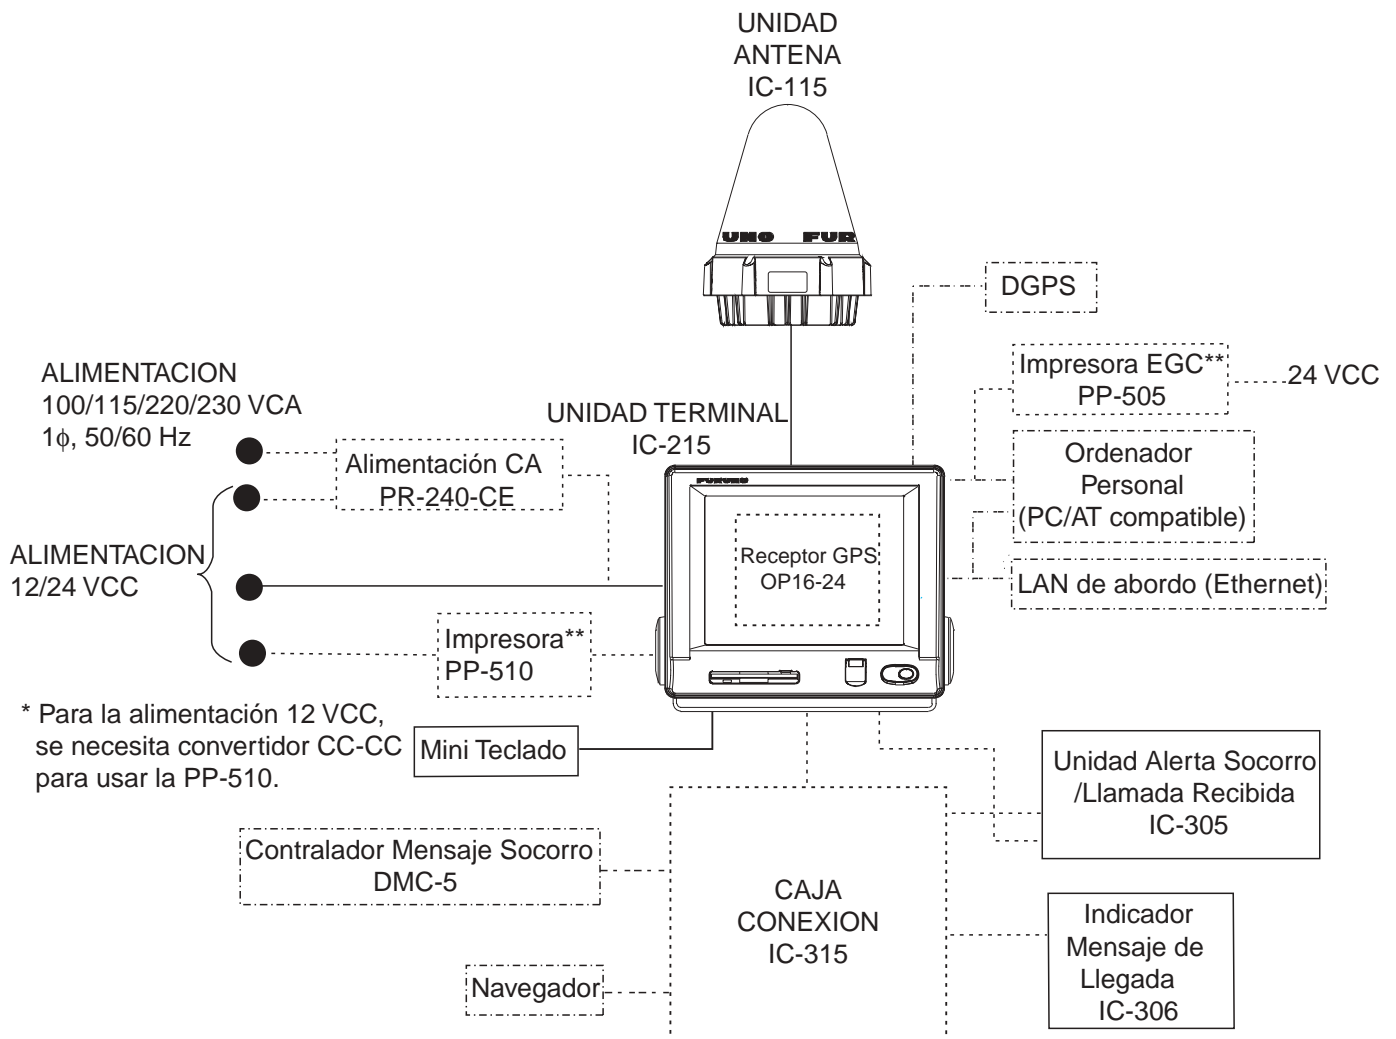 UNIDAD
ANTENA
IC-115
UNO FUR
DGPS
Impresora EGC**
PP-505
24 VCC
ALIMENTACION
100/115/220/230 VCA
1ϕ, 50/60 Hz
UNIDAD TERMINAL
IC-215
Alimentación CA
PR-240-CE
Ordenador
Personal
(PC/AT compatible)
FURUNO
Receptor GPS
OP16-24
ALIMENTACION
12/24 VCC
LAN de abordo (Ethernet)
Impresora**
PP-510
* Para la alimentación 12 VCC,
se necesita convertidor CC-CC
para usar la PP-510.
Mini Teclado
Unidad Alerta Socorro
/Llamada Recibida
IC-305
Contralador Mensaje Socorro
DMC-5
CAJA
CONEXION
IC-315
Indicador
Mensaje de
Llegada
IC-306
Navegador